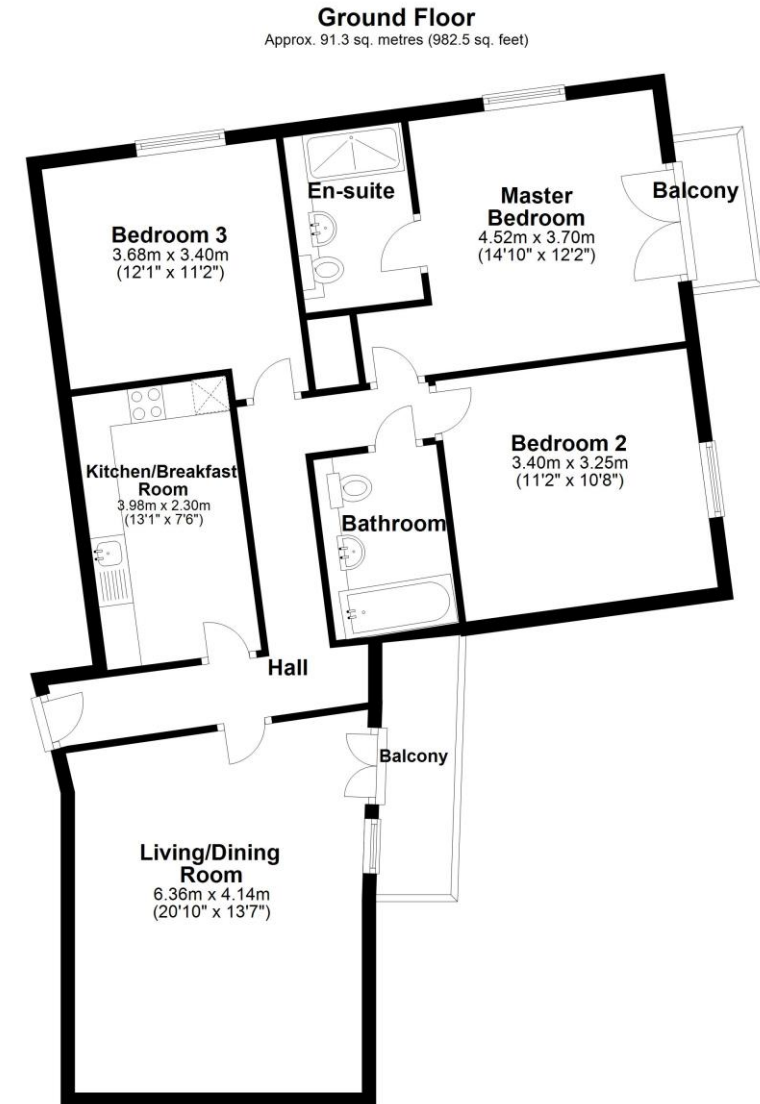 Ground Floor
Approx. 91.3 sq. metres (982.5 sq. feet)
En-suite
Master
Bedroom
4.52m x 3.70m
(14'10" x 12'2")
Balcony
Bedroom 3
3.68m x 3.40m
(12'1" x 11'2")
Bedroom 2
3.40m x 3.25m
(11'2" x 10'8")
Kitchen/Breakfast
Room
3.98m x 2.30m
(13'1" x 7'6")
Bathroom
Hall
Balcony
Living/Dining
Room
6.36m x 4.14m
(20'10" x 13'7")